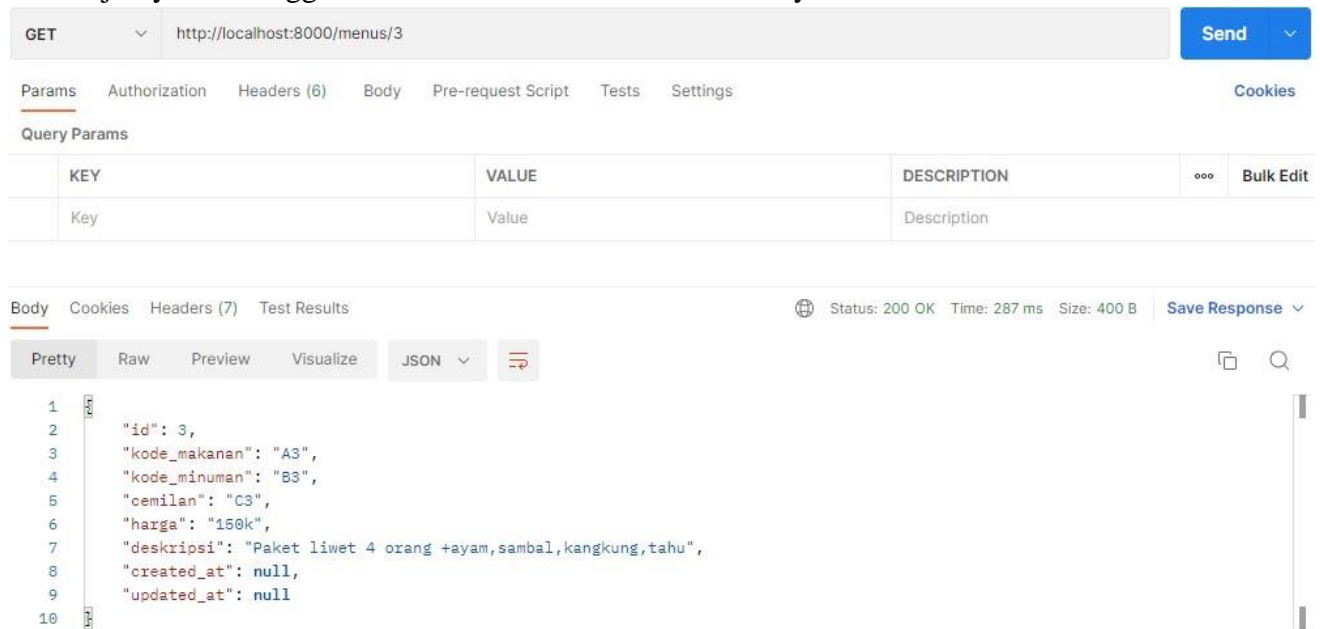 GET http://localhost:8000/menus/3 Send
Params Authorization Headers (6) Body Pre-request Script Tests Settings Cookies
Query Params
KEY VALUE DESCRIPTION ooo Bulk Edit
Key Value Description
Body Cookies Headers (7) Test Results Status: 200 OK Time: 287 ms Size: 400 B Save Response
Pretty Raw Preview Visualize JSON
1 {
2 "id": 3,
3 "kode_makanan": "A3",
4 "kode_minuman": "B3",
5 "cemilan": "C3",
6 "harga": "150k",
7 "deskripsi": "Paket liwet 4 orang +ayam,sambal,kangkung,tahu",
8 "created_at": null,
9 "updated_at": null
10 }